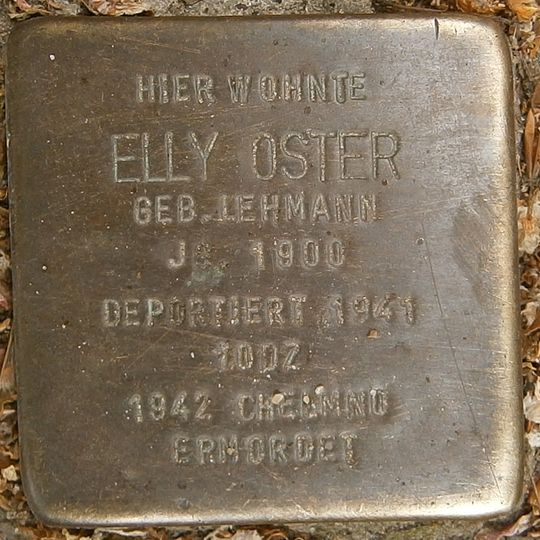 HIER WOHNTE
ELLY OSTER
GEB. LEHMANN
JG. 1900
DEPORTIERT 1941
LODZ
1942 CHELMNO
ERMORDET